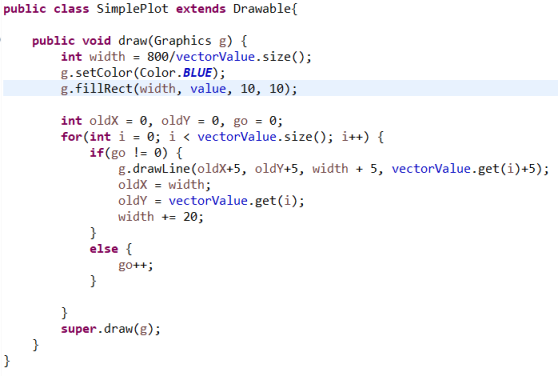 public class SimplePlot extends Drawable{
public void draw(Graphics g) {
int width = 800/vectorValue.size();
g.setColor(Color.BLUE);
g.fillRect(width, value, 10, 10);
int oldX = 0, oldY = 0, go = 0;
for(int i = 0; i < vectorValue.size(); i++) {
if(go != 0) {
g.drawLine(oldX+5, oldY+5, width + 5, vectorValue.get(i)+5);
oldX = width;
oldY = vectorValue.get(i);
width += 20;
}
else {
go++;
}
}
super.draw(g);
}
}